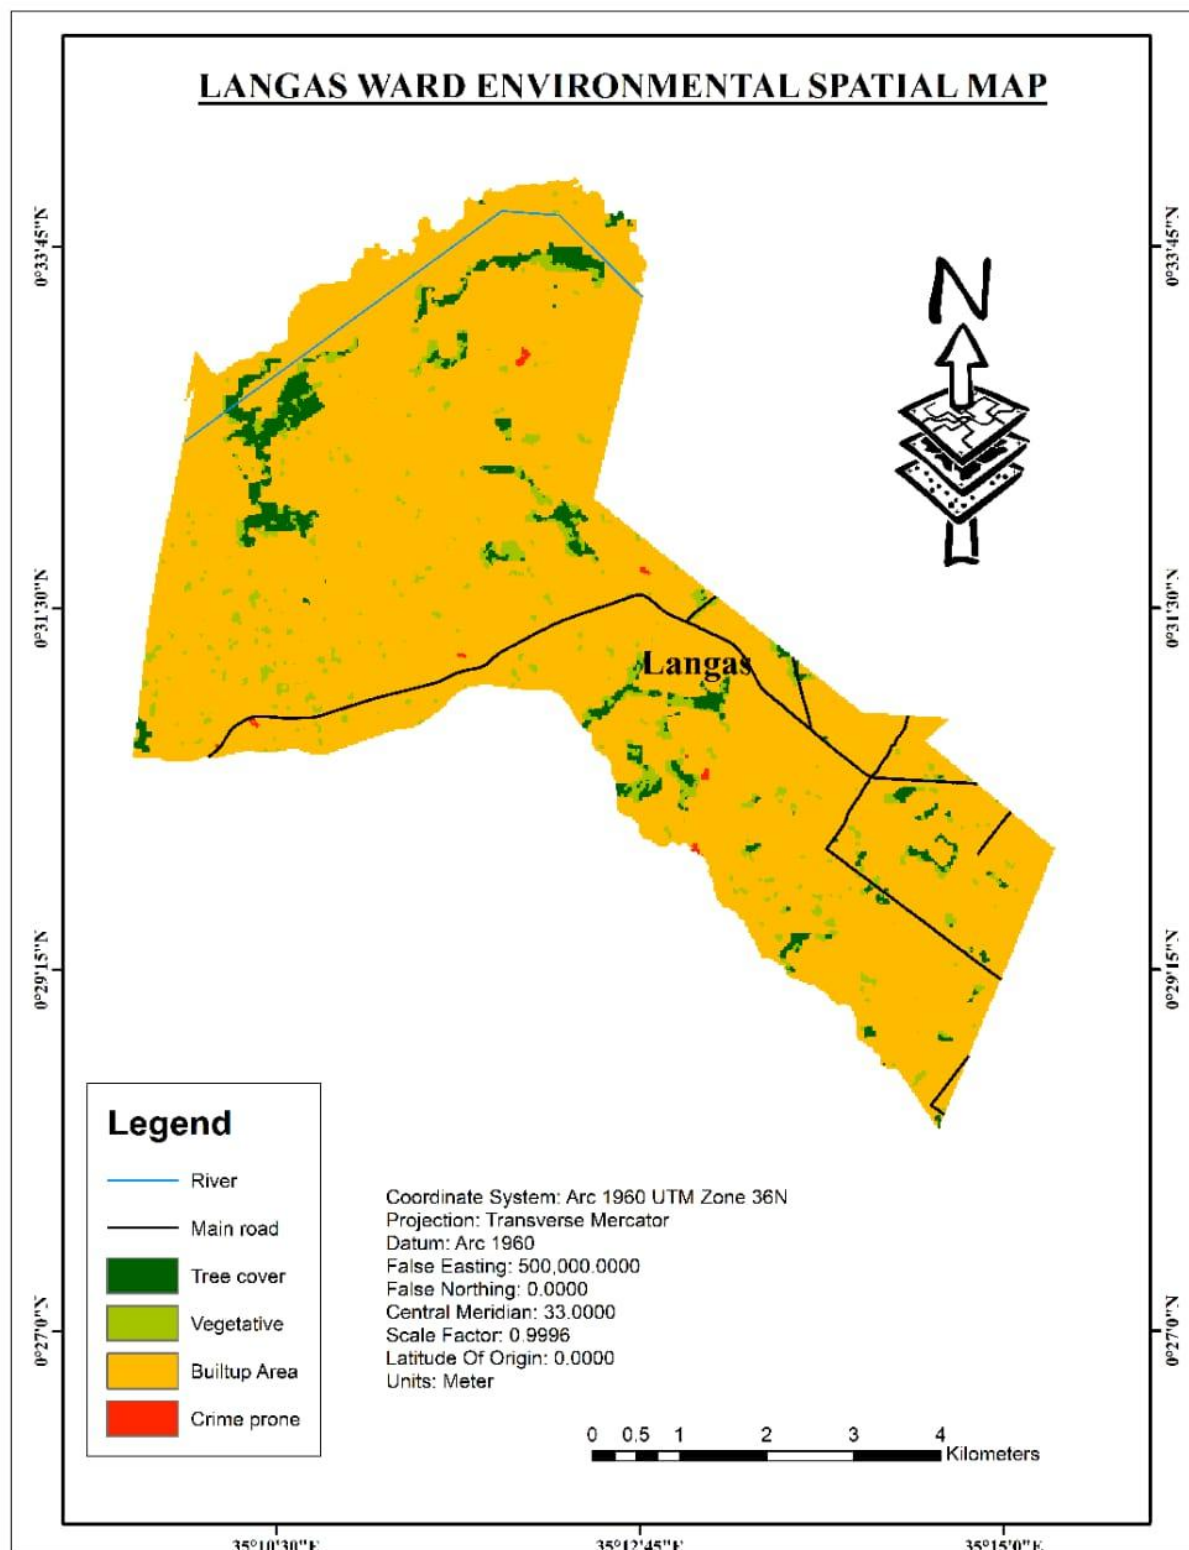 LANGAS WARD ENVIRONMENTAL SPATIAL MAP
0°33'45"N
0°33'45"N
N
0°31'30"N
0°31'30"N
Langas
0°29'15"N
0°29'15"N
Legend
River
Main road
Tree cover
Vegetative
Builtup Area
Crime prone
Coordinate System: Arc 1960 UTM Zone 36N
Projection: Transverse Mercator
Datum: Arc 1960
False Easting: 500,000.0000
False Northing: 0.0000
Central Meridian: 33.0000
Scale Factor: 0.9996
Latitude Of Origin: 0.0000
Units: Meter
0°27'0"N
0°27'0"N
0 0.5 1 2 3 4
Kilometers
35°10'30"E 35°12'45"E 35°15'0"E